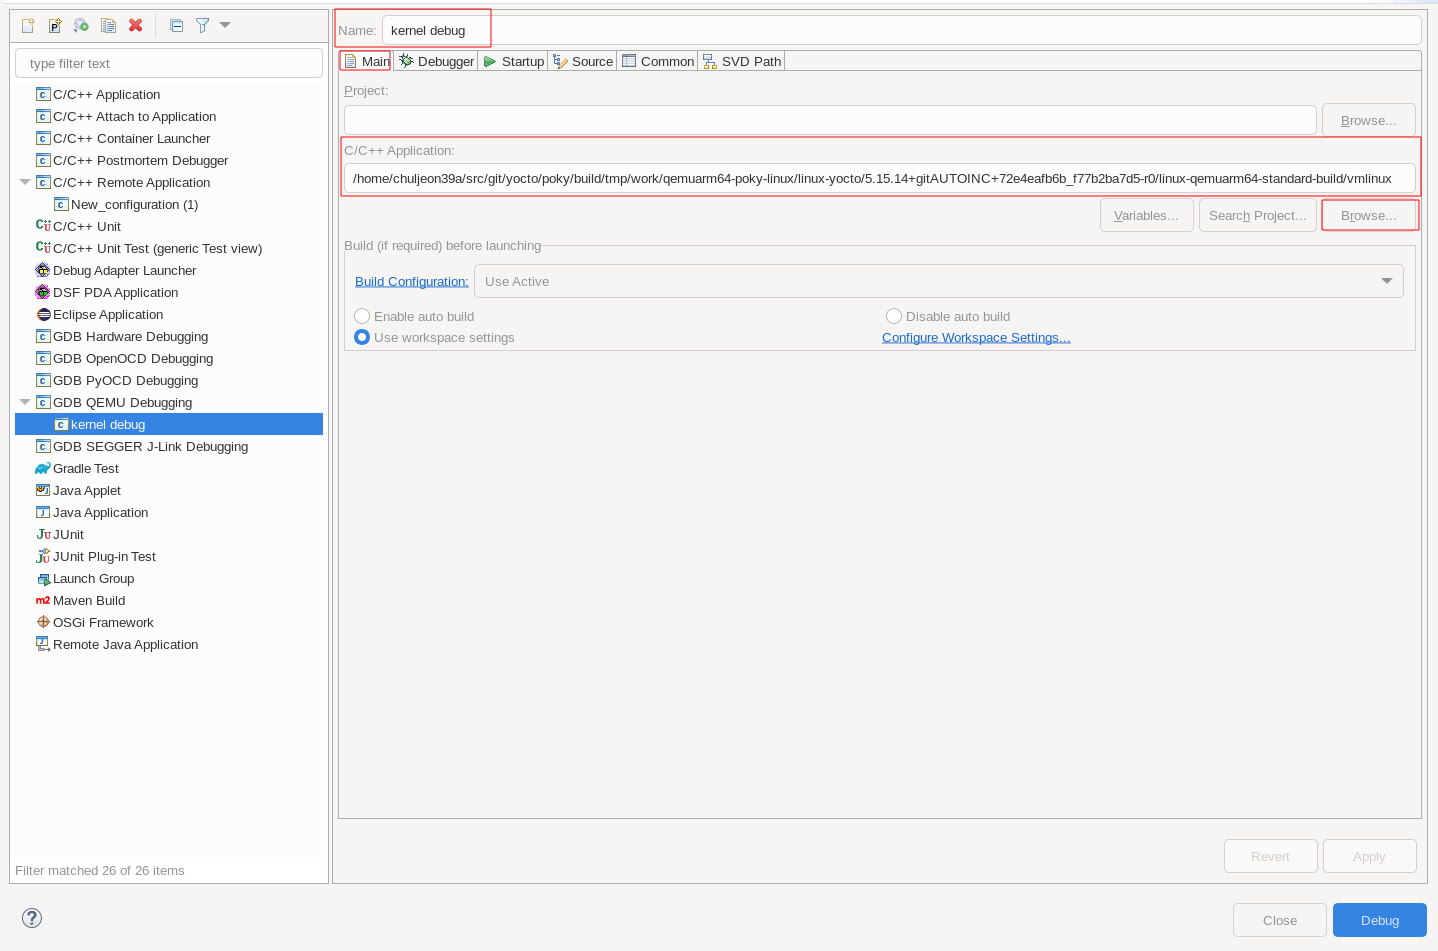 type filter text
C/C++ Application
C/C++ Attach to Application
C/C++ Container Launcher
C/C++ Postmortem Debugger
C/C++ Remote Application
New_configuration (1)
C/C++ Unit
C/C++ Unit Test (generic Test view)
Debug Adapter Launcher
DSF PDA Application
Eclipse Application
GDB Hardware Debugging
GDB OpenOCD Debugging
GDB PyOCD Debugging
GDB QEMU Debugging
kernel debug
GDB SEGGER J-Link Debugging
Gradle Test
Java Applet
Java Application
JUnit
JUnit Plug-in Test
Launch Group
Maven Build
OSGi Framework
Remote Java Application
Filter matched 26 of 26 items
Name: kernel debug
Main Debugger Startup Source Common SVD Path
Project:
Browse...
C/C++ Application:
/home/chuljeon39a/src/git/yocto/poky/build/tmp/work/qemuarm64-poky-linux/linux-yocto/5.15.14+gitAUTOINC+72e4eafb6b_f77b2ba7d5-r0/linux-qemuarm64-standard-build/vmlinux
Variables... Search Project... Browse...
Build (if required) before launching
Build Configuration: Use Active
Enable auto build Disable auto build
Use workspace settings Configure Workspace Settings...
Revert Apply
Close Debug